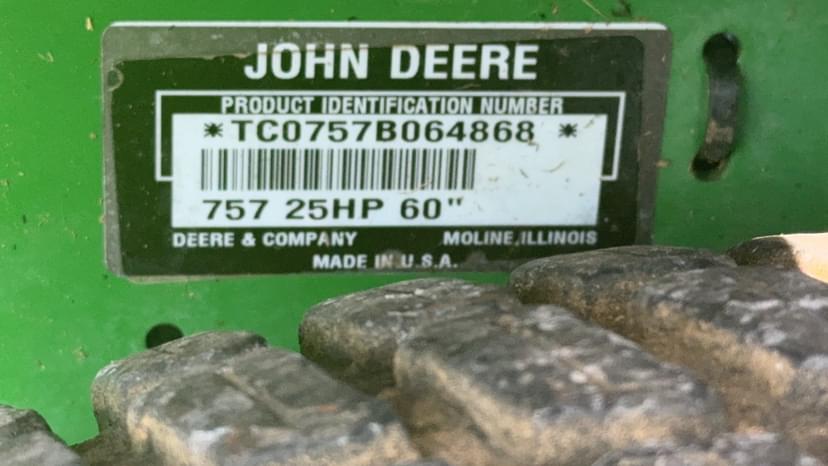 JOHN DEERE
PRODUCT IDENTIFICATION NUMBER
*TC0757B064868 *
757 25HP 60"
DEERE & COMPANY MOLINE,ILLINOIS
MADE IN U.S.A.